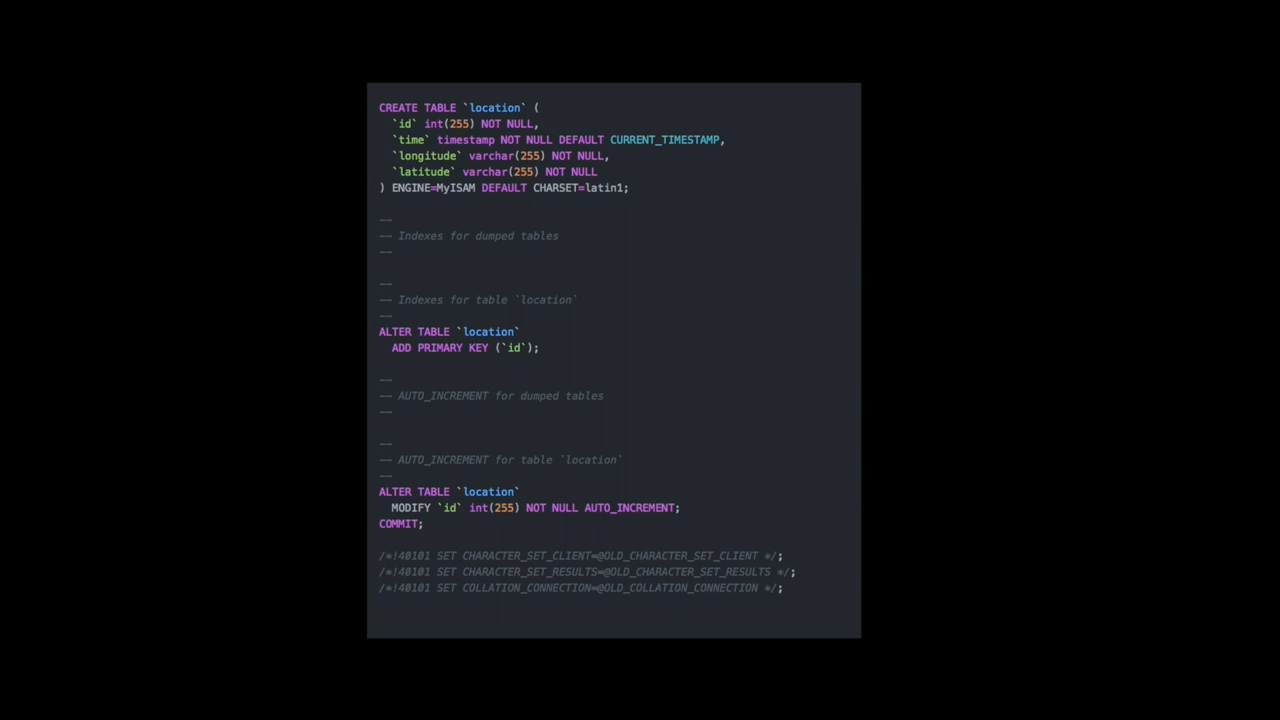 CREATE TABLE `location` (
`id` int(255) NOT NULL,
`time` timestamp NOT NULL DEFAULT CURRENT_TIMESTAMP,
`longitude` varchar(255) NOT NULL,
`latitude` varchar(255) NOT NULL
) ENGINE=MyISAM DEFAULT CHARSET=latin1;
--
-- Indexes for dumped tables
--
--
-- Indexes for table `location`
--
ALTER TABLE `location`
ADD PRIMARY KEY (`id`);
--
-- AUTO_INCREMENT for dumped tables
--
--
-- AUTO_INCREMENT for table `location`
--
ALTER TABLE `location`
MODIFY `id` int(255) NOT NULL AUTO_INCREMENT;
COMMIT;
/*!40101 SET CHARACTER_SET_CLIENT=@OLD_CHARACTER_SET_CLIENT */;
/*!40101 SET CHARACTER_SET_RESULTS=@OLD_CHARACTER_SET_RESULTS */;
/*!40101 SET COLLATION_CONNECTION=@OLD_COLLATION_CONNECTION */;